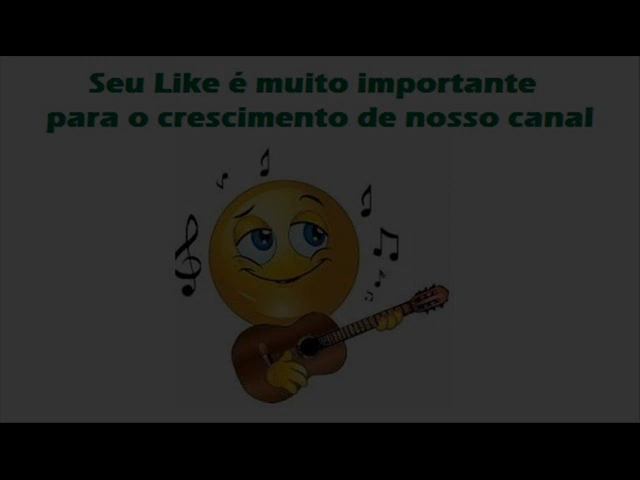 Seu Like é muito importante
para o crescimento de nosso canal